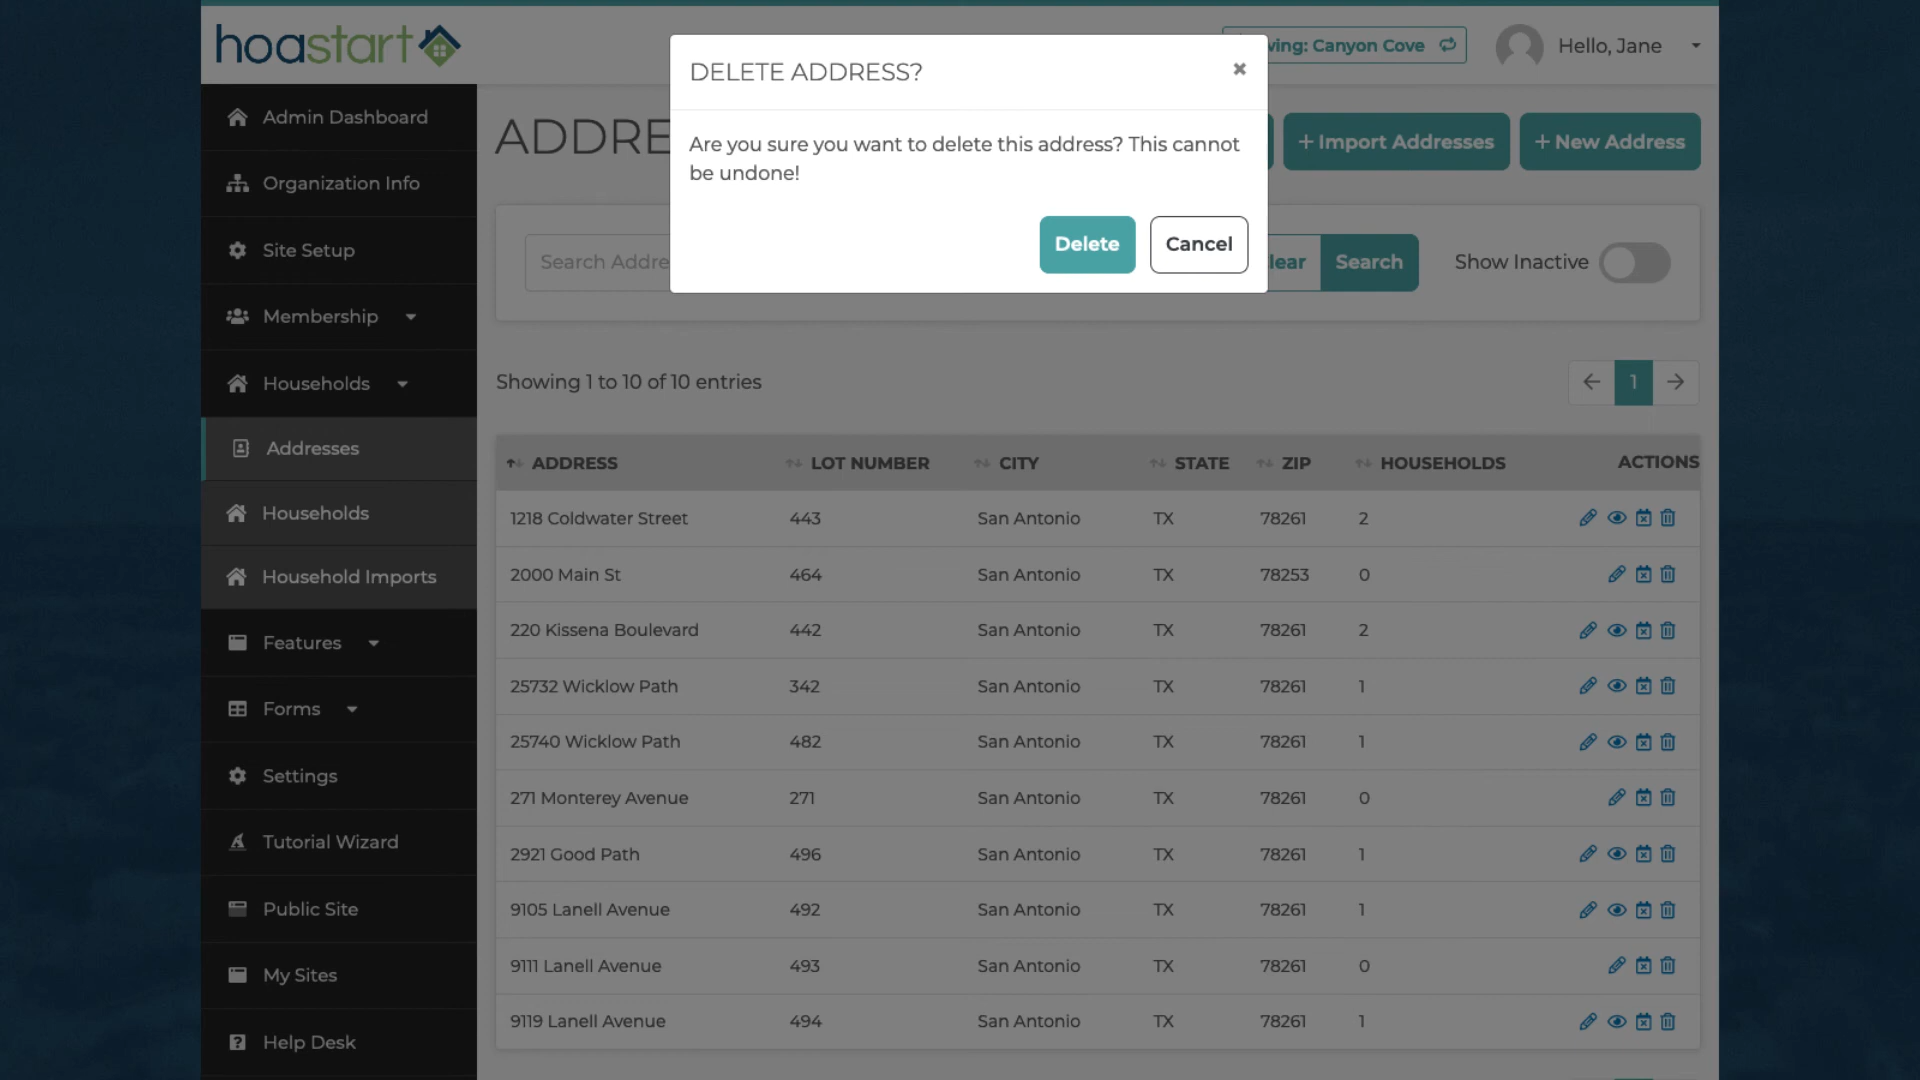 hoastart
ving: Canyon Cove
Hello, Jane
DELETE ADDRESS?
Are you sure you want to delete this address? This cannot
be undone!
Delete
Cancel
Admin Dashboard
Organization Info
Site Setup
Membership
Households
Addresses
Households
Household Imports
Features
Forms
Settings
Tutorial Wizard
Public Site
My Sites
Help Desk
ADDRE
+ Import Addresses
+ New Address
Search Addre
lear
Search
Show Inactive
Showing 1 to 10 of 10 entries
1
ADDRESS LOT NUMBER CITY STATE ZIP HOUSEHOLDS ACTIONS
1218 Coldwater Street 443 San Antonio TX 78261 2
2000 Main St 464 San Antonio TX 78253 0
220 Kissena Boulevard 442 San Antonio TX 78261 2
25732 Wicklow Path 342 San Antonio TX 78261 1
25740 Wicklow Path 482 San Antonio TX 78261 1
271 Monterey Avenue 271 San Antonio TX 78261 0
2921 Good Path 496 San Antonio TX 78261 1
9105 Lanell Avenue 492 San Antonio TX 78261 1
9111 Lanell Avenue 493 San Antonio TX 78261 0
9119 Lanell Avenue 494 San Antonio TX 78261 1